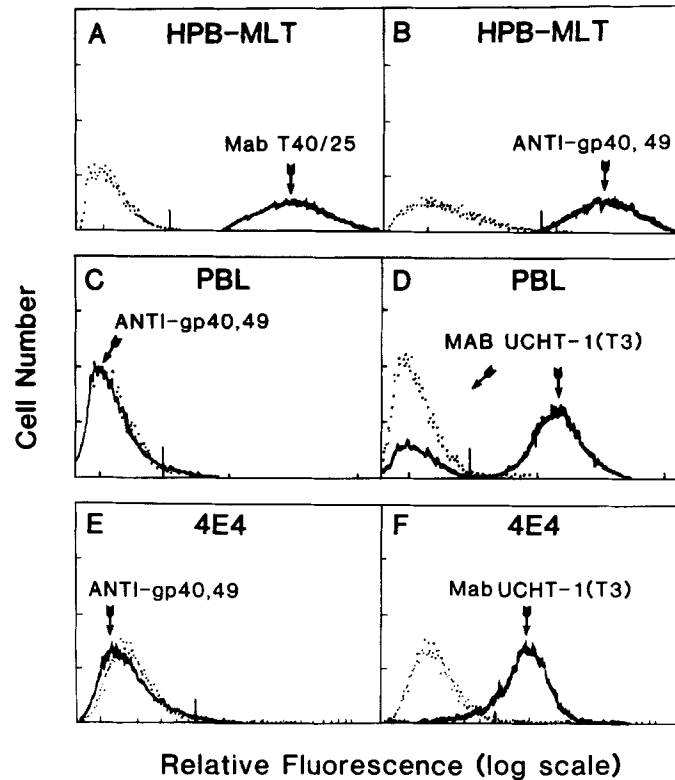 A HPB-MLT
Mab T40/25
B HPB-MLT
ANTI-gp40, 49
C PBL
ANTI-gp40,49
D PBL
MAB UCHT-1(T3)
E 4E4
ANTI-gp40,49
F 4E4
Mab UCHT-1(T3)
Cell Number
Relative Fluorescence (log scale)